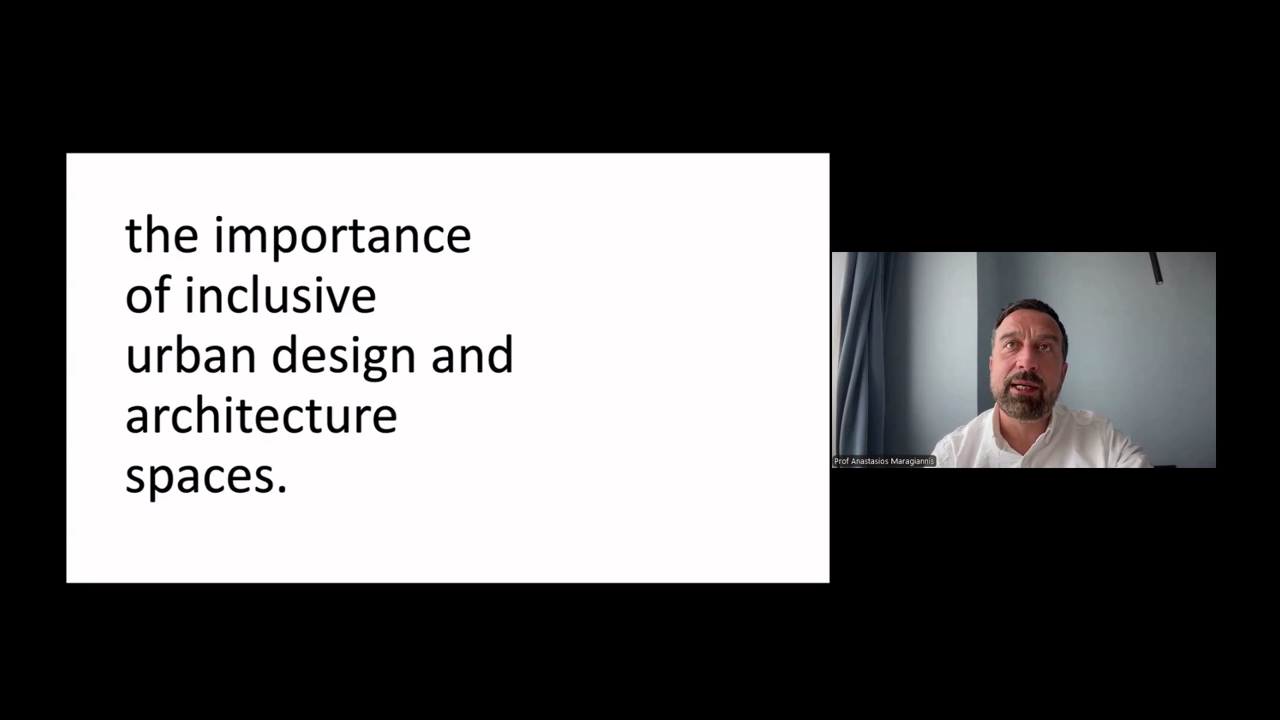 the importance
of inclusive
urban design and
architecture
spaces.
Prof Anastasios Maragiannis